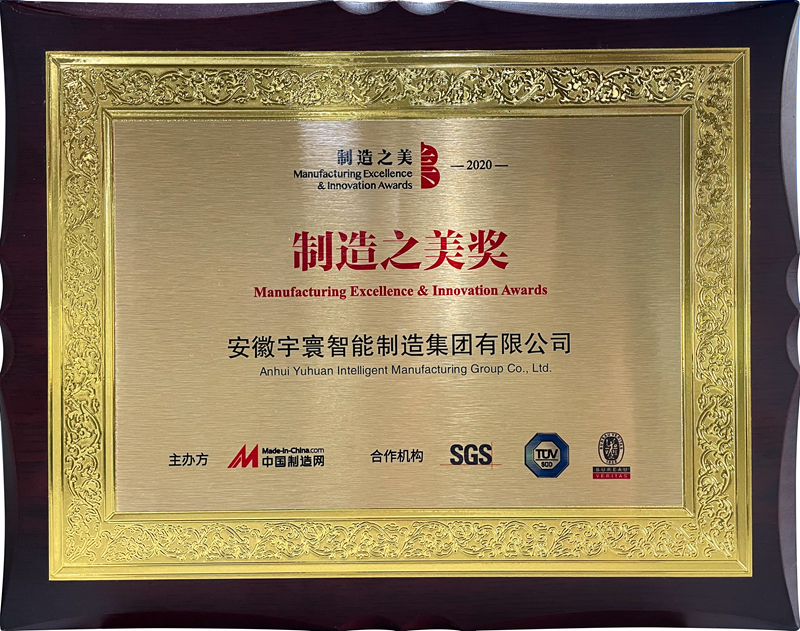 制造之美
Manufacturing Excellence
& Innovation Awards
—2020—
制造之美奖
Manufacturing Excellence & Innovation Awards
安徽宇寰智能制造集团有限公司
Anhui Yuhuan Intelligent Manufacturing Group Co., Ltd.
主办方
Made-in-China.com
中国制造网
合作机构
SGS
TÜV
SÜD
BUREAU
VERITAS